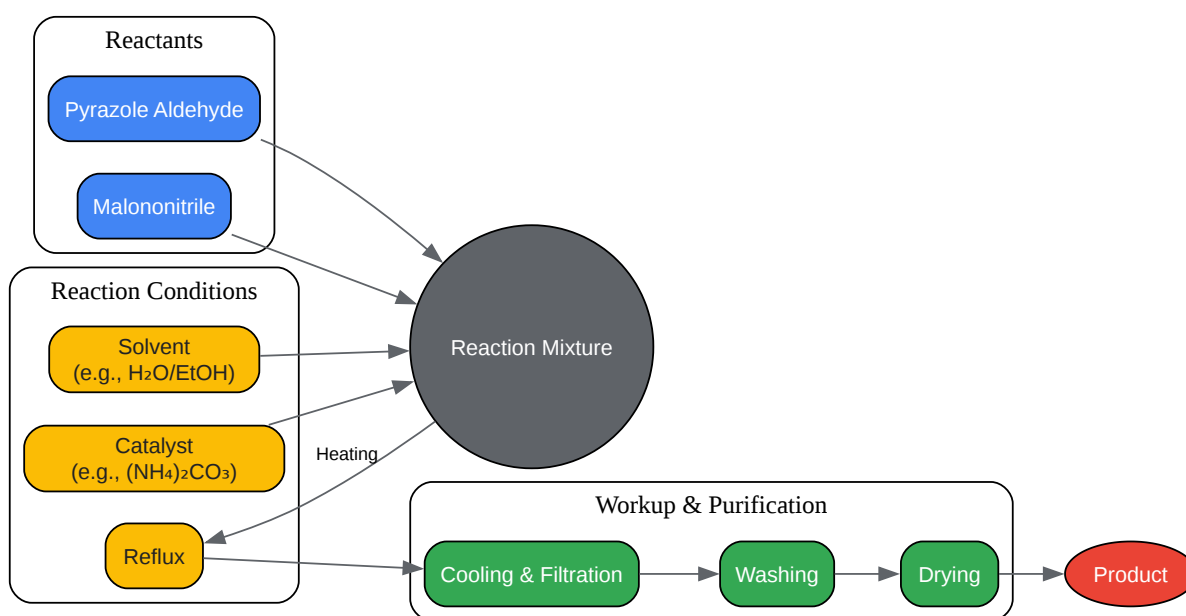 Reactants
Pyrazole Aldehyde
Malononitrile
Reaction Conditions
Solvent
(e.g., H₂O/EtOH)
Catalyst
(e.g., (NH₄)₂CO₃)
Reflux
Reaction Mixture
Heating
Workup & Purification
Cooling & Filtration
Washing
Drying
Product